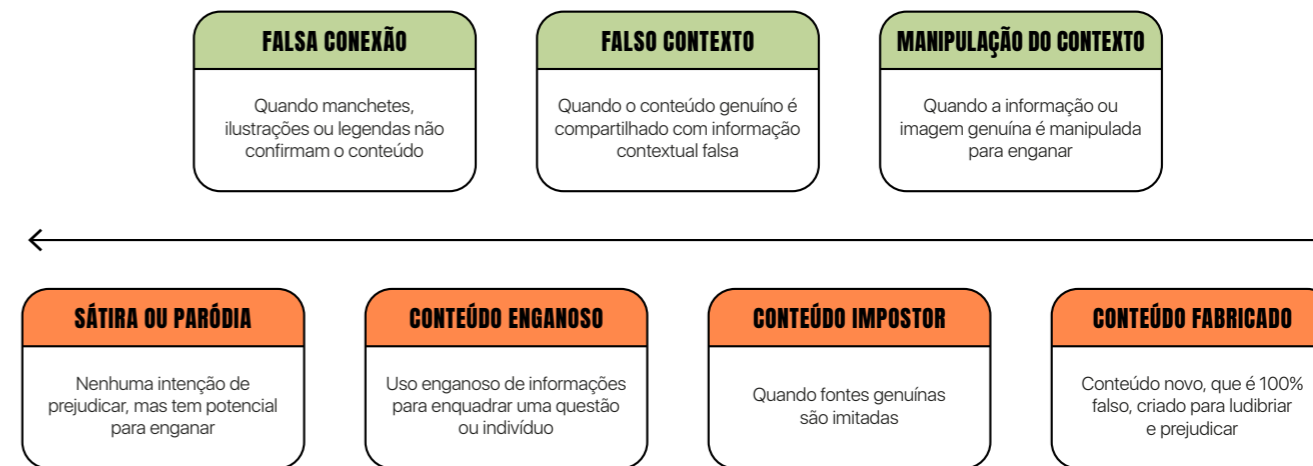 FALSA CONEXÃO
Quando manchetes,
ilustrações ou legendas não
confirmam o conteúdo
FALSO CONTEXTO
Quando o conteúdo genuíno é
compartilhado com informação
contextual falsa
MANIPULAÇÃO DO CONTEXTO
Quando a informação ou
imagem genuína é manipulada
para enganar
SÁTIRA OU PARÓDIA
Nenhuma intenção de
prejudicar, mas tem potencial
para enganar
CONTEÚDO ENGANOSO
Uso enganoso de informações
para enquadrar uma questão
ou indivíduo
CONTEÚDO IMPOSTOR
Quando fontes genuínas
são imitadas
CONTEÚDO FABRICADO
Conteúdo novo, que é 100%
falso, criado para ludibriar
e prejudicar